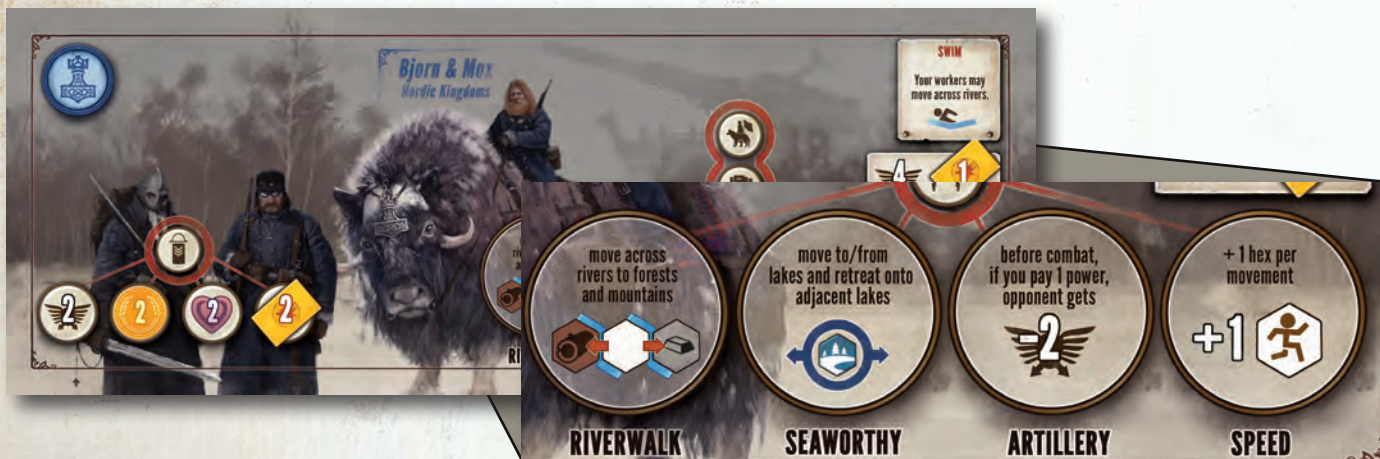 Bjorn & Mox
Nordic Kingdoms
SWIM
Your workers may
move across rivers.
4
1
2
2
2
2
move across
rivers to forests
and mountains
RIVERWALK
move to/from
lakes and retreat onto
adjacent lakes
SEAWORTHY
before combat,
if you pay 1 power,
opponent gets
-2
ARTILLERY
+1 hex per
movement
+1
SPEED